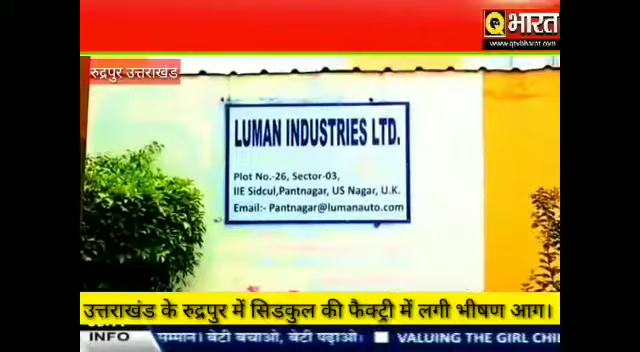 Q भारत
www.qtvbharat.com
रुद्रपुर उत्तराखंड
LUMAN INDUSTRIES LTD.
Plot No.-26, Sector-03,
IIE Sidcul,Pantnagar, US Nagar, U.K.
Email:- Pantnagar@lumanauto.com
उत्तराखंड के रुद्रपुर में सिडकुल की फैक्ट्री में लगी भीषण आग।
INFO सम्मान। बेटी बचाओ, बेटी पढ़ाओ। VALUING THE GIRL CHI